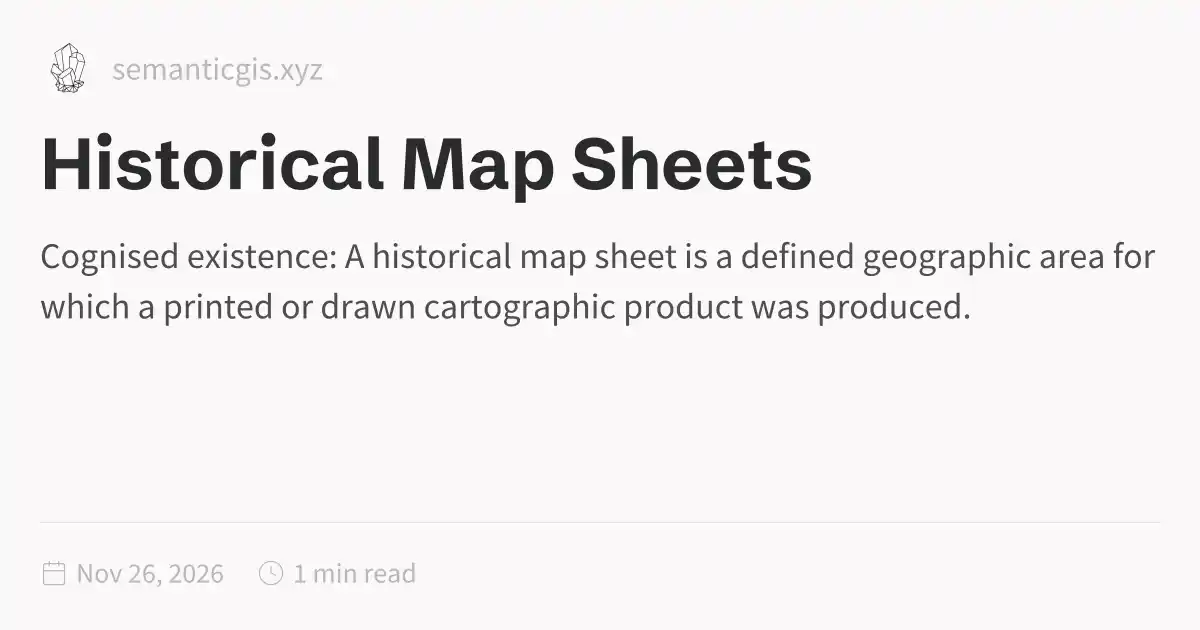 semanticgis.xyz
Historical Map Sheets
Cognised existence: A historical map sheet is a defined geographic area for
which a printed or drawn cartographic product was produced.
Nov 26, 2026 1 min read